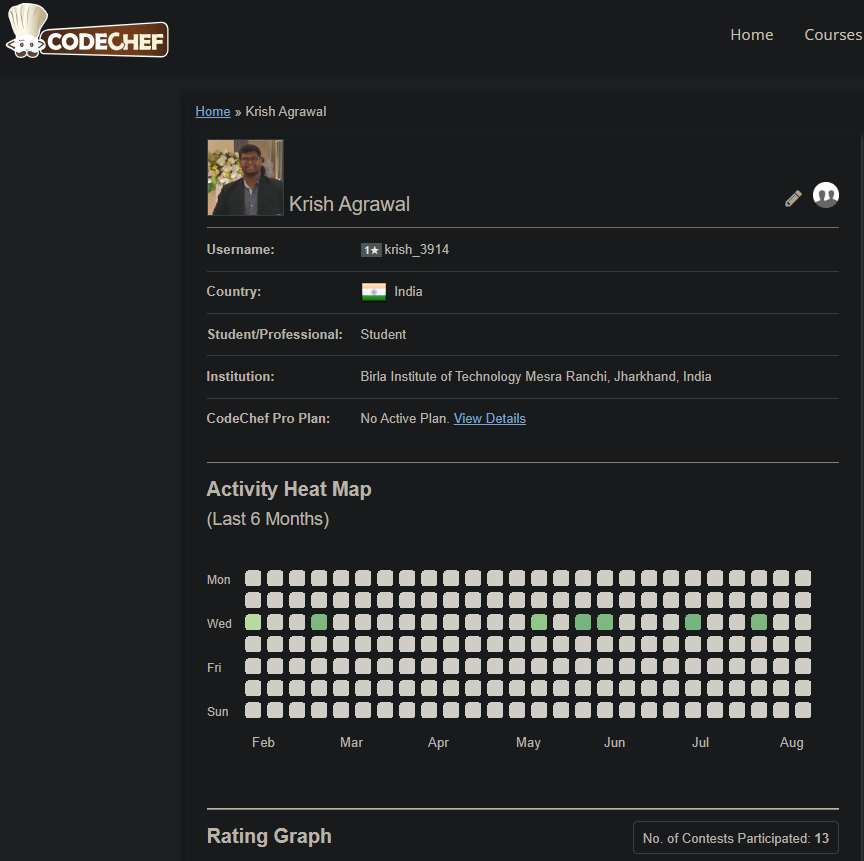 CODECHEF
Home Courses
Home » Krish Agrawal
Krish Agrawal
Username: 1★ krish_3914
Country: India
Student/Professional: Student
Institution: Birla Institute of Technology Mesra Ranchi, Jharkhand, India
CodeChef Pro Plan: No Active Plan. View Details
Activity Heat Map
(Last 6 Months)
Mon
Wed
Fri
Sun
Feb Mar Apr May Jun Jul Aug
Rating Graph No. of Contests Participated: 13